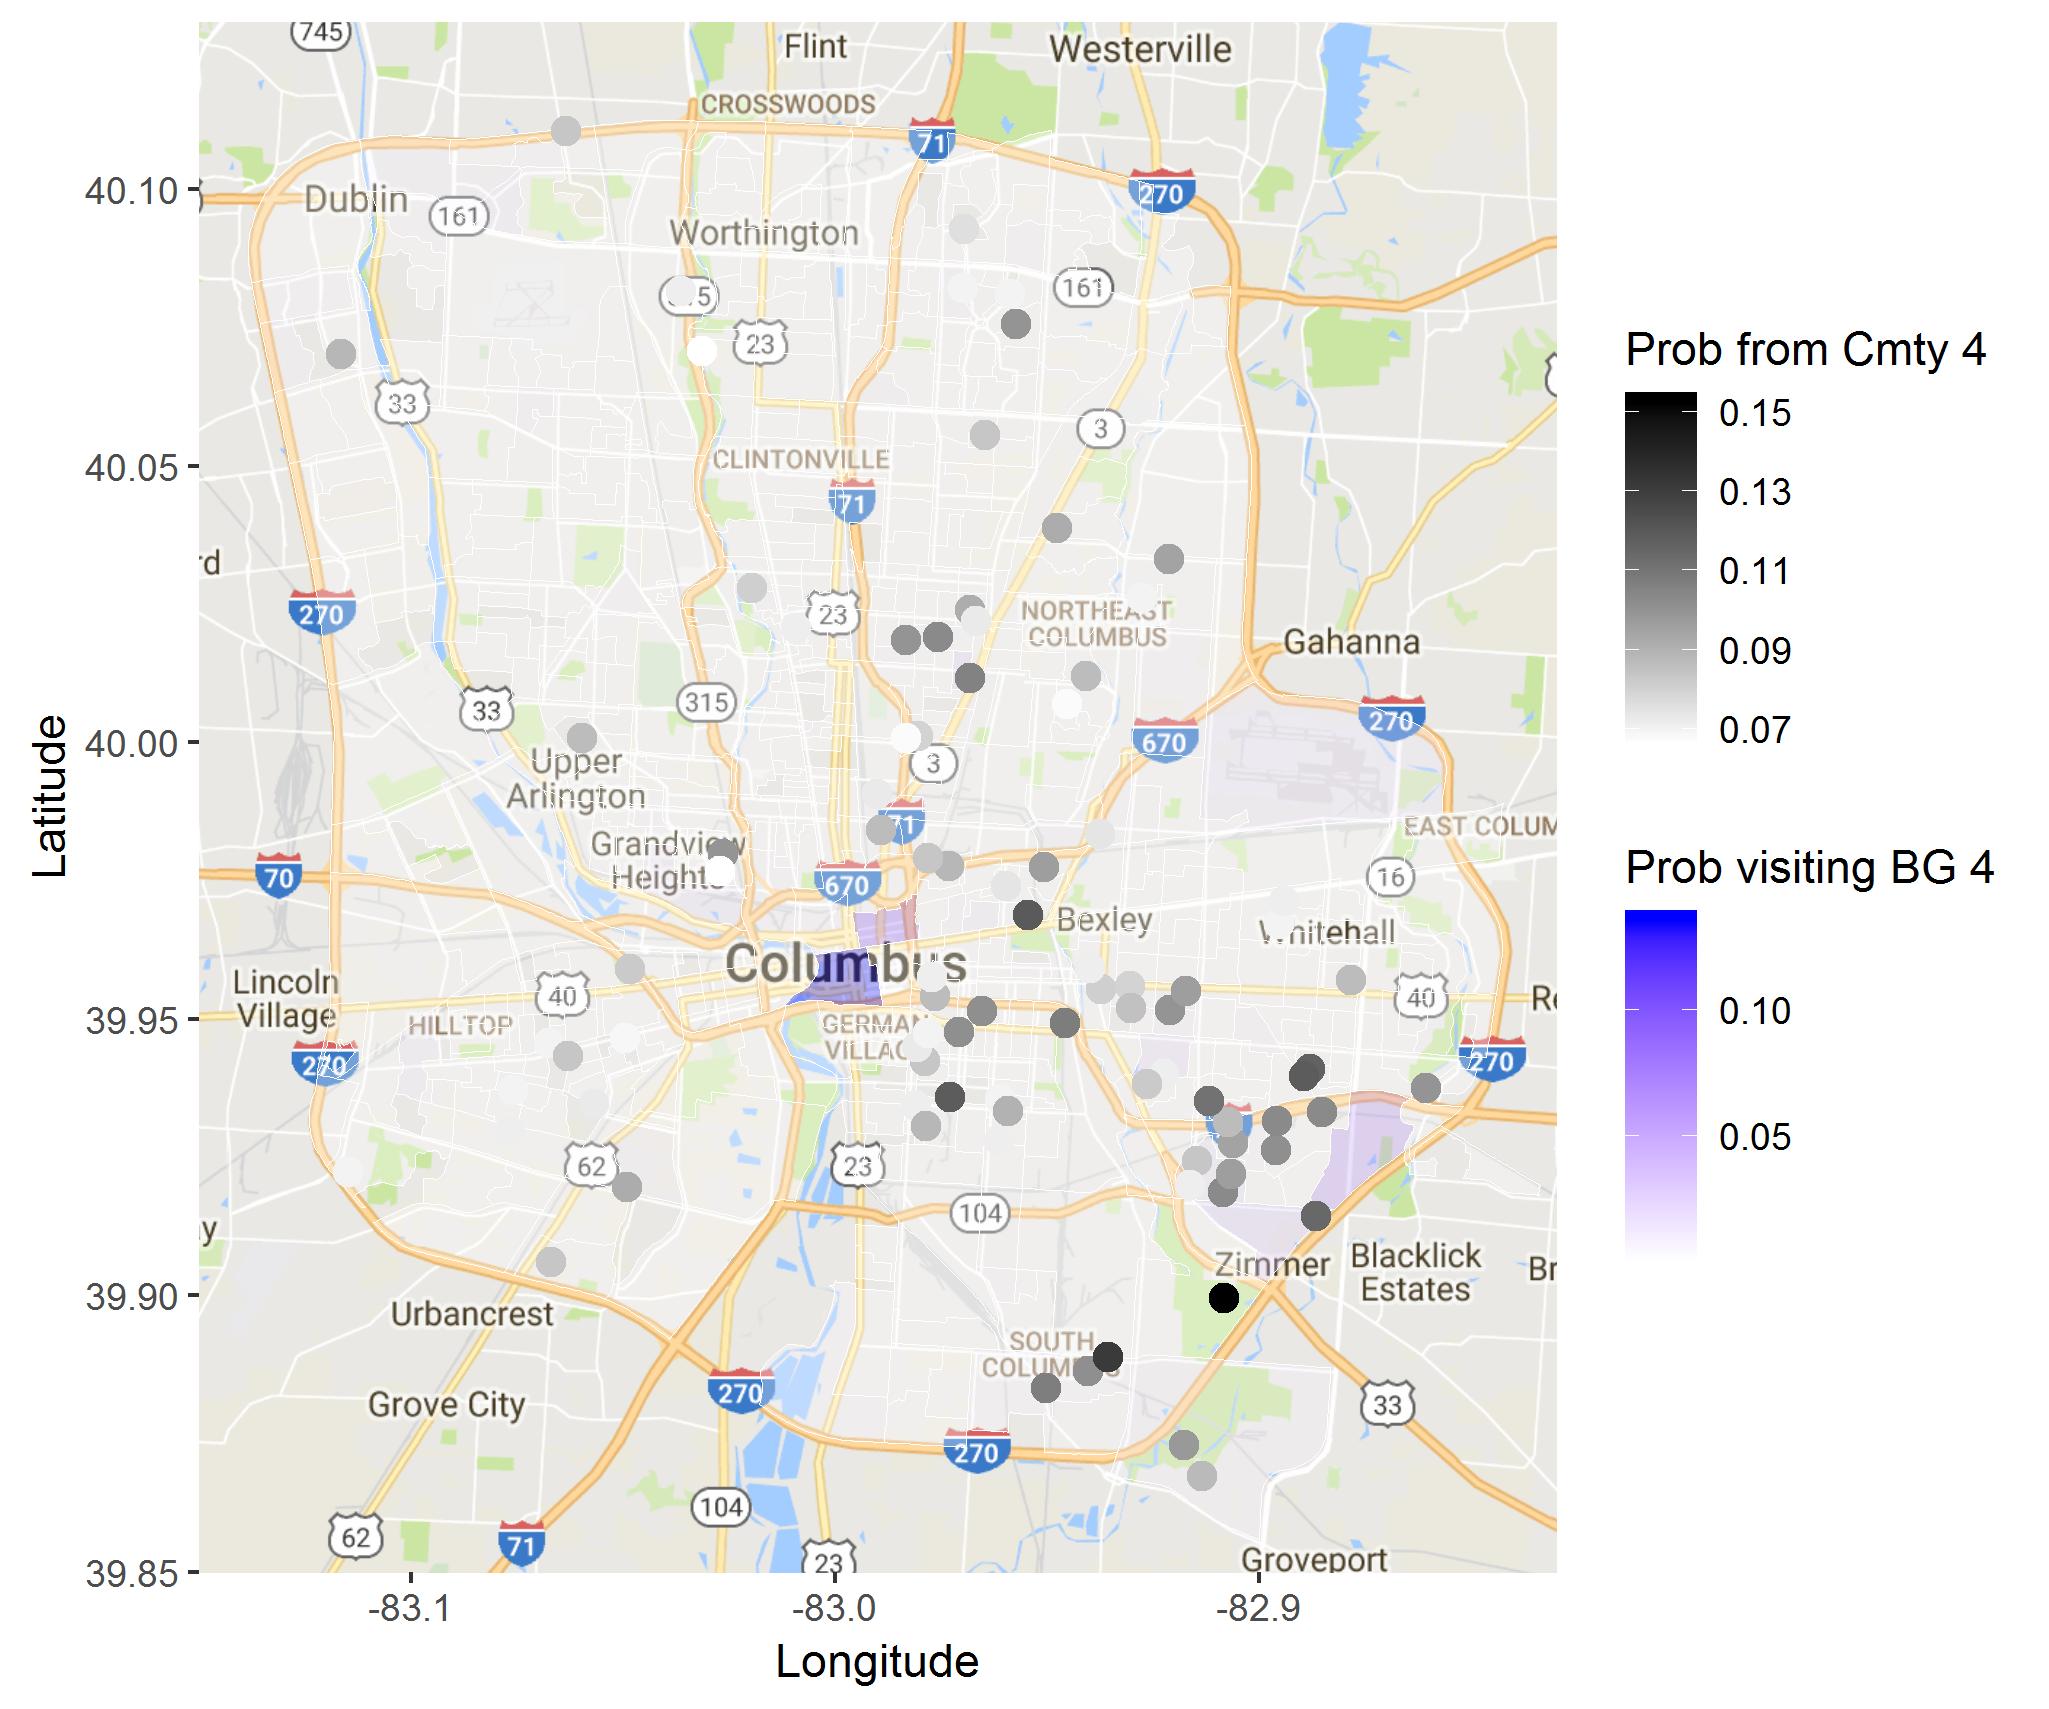 745
Flint
Westerville
CROSSWOODS
71
40.10
270
Dublin
161
Worthington
161
23
33
3
40.05
CLINTONVILLE
71
rd
270
23
NORTHEAST
COLUMBUS
Gahanna
33
315
270
40.00
670
3
Upper
Arlington
71
EAST COLUM
Grandview
Heights
70
670
16
Bexley
Whitehall
Columbus
Lincoln
Village
40
40
Re
39.95
HILLTOP
GERMAN
270
270
62
23
104
y
Zimmer
Blacklick
Estates
Br
39.90
Urbancrest
SOUTH
270
Grove City
33
270
104
62
71
23
Groveport
39.85
-83.1
-83.0
-82.9
Longitude
Latitude
Prob from Cmty 4
0.15
0.13
0.11
0.09
0.07
Prob visiting BG 4
0.10
0.05